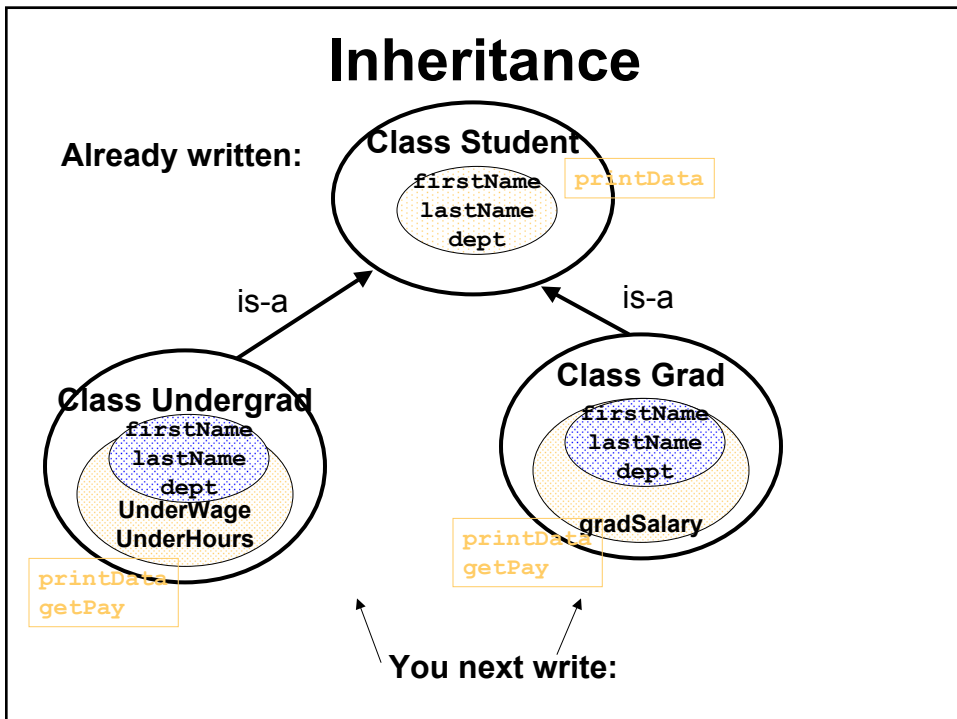 Inheritance
Already written:
Class Student
firstName
lastName
dept
printData
is-a
is-a
Class Undergrad
firstName
lastName
dept
UnderWage
UnderHours
printData
getPay
Class Grad
firstName
lastName
dept
gradSalary
printData
getPay
You next write: